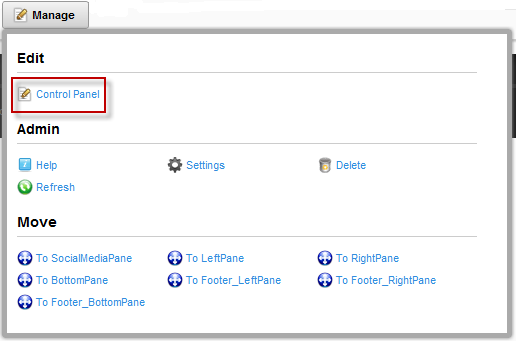 Manage
Edit
Control Panel
Admin
Help Settings Delete
Refresh
Move
To SocialMediaPane To LeftPane To RightPane
To BottomPane To Footer_LeftPane To Footer_RightPane
To Footer_BottomPane